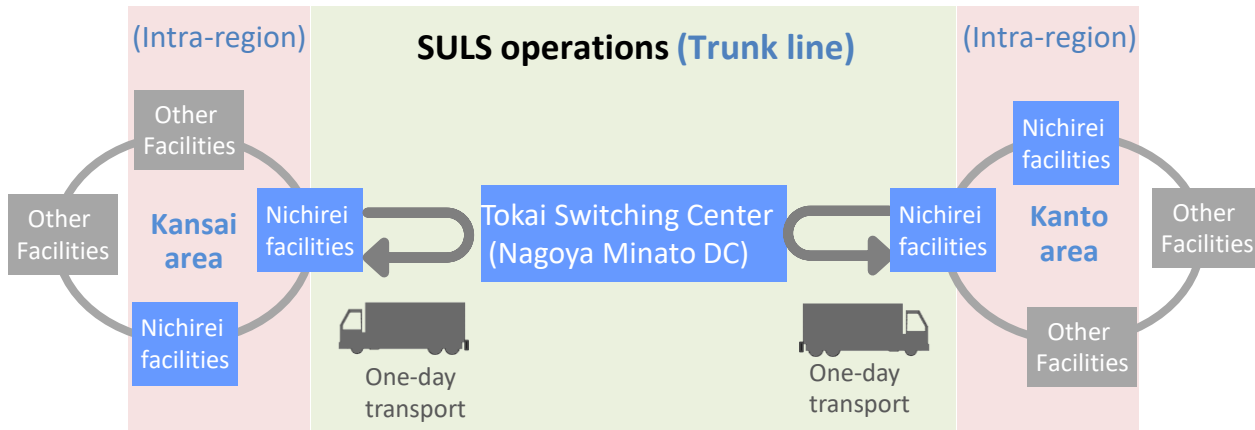 (Intra-region)
SULS operations (Trunk line)
(Intra-region)
Other
Facilities
Other
Facilities
Kansai
area
Nichirei
facilities
Nichirei
facilities
Tokai Switching Center
(Nagoya Minato DC)
One-day
transport
One-day
transport
Nichirei
facilities
Nichirei
facilities
Kanto
area
Other
Facilities
Other
Facilities